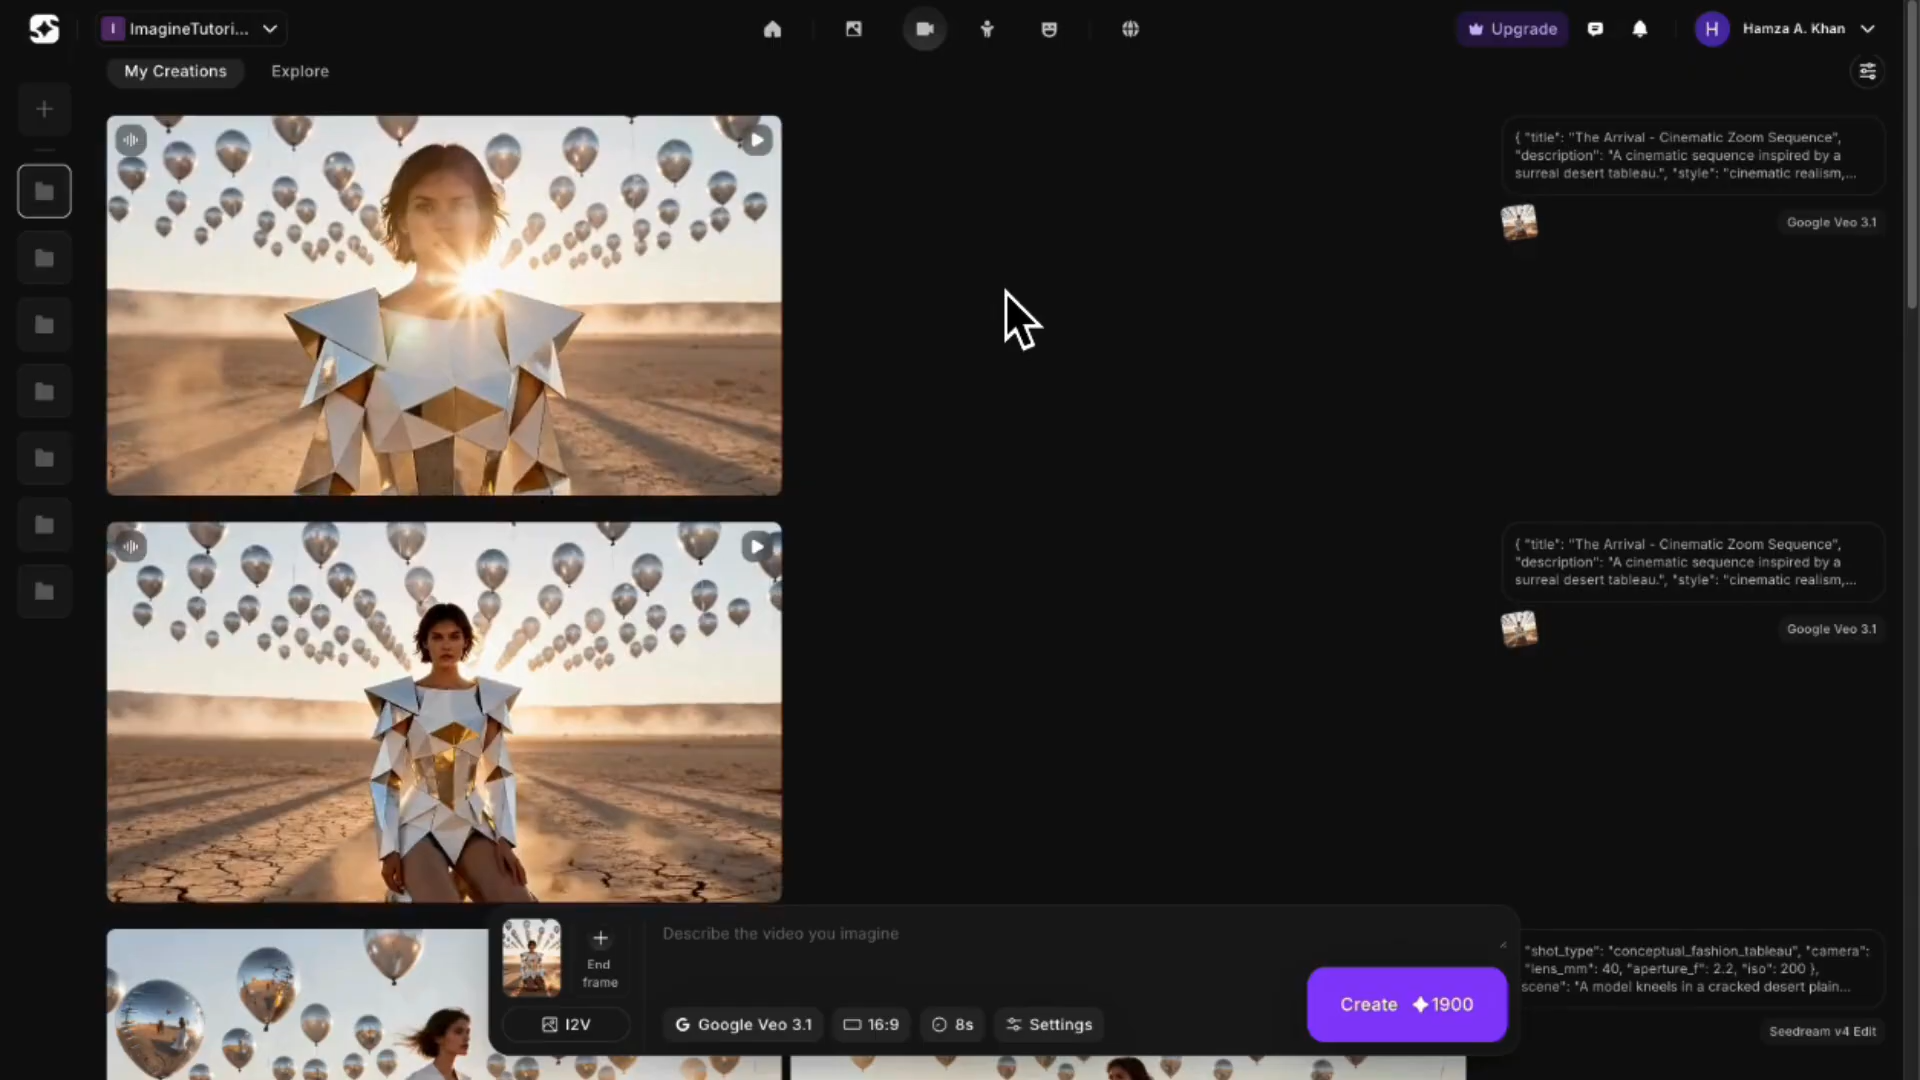 I ImagineTutori...
Upgrade
H Hamza A. Khan
My Creations
Explore
{ "title": "The Arrival - Cinematic Zoom Sequence",
"description": "A cinematic sequence inspired by a
surreal desert tableau.", "style": "cinematic realism,...
Google Veo 3.1
{ "title": "The Arrival - Cinematic Zoom Sequence",
"description": "A cinematic sequence inspired by a
surreal desert tableau.", "style": "cinematic realism,...
Google Veo 3.1
End
frame
Describe the video you imagine
I2V
G Google Veo 3.1
16:9
8s
Settings
Create 1900
"shot_type": "conceptual_fashion_tableau", "camera":
"lens_mm": 40, "aperture_f": 2.2, "iso": 200 },
scene": "A model kneels in a cracked desert plain...
Seedream v4 Edit